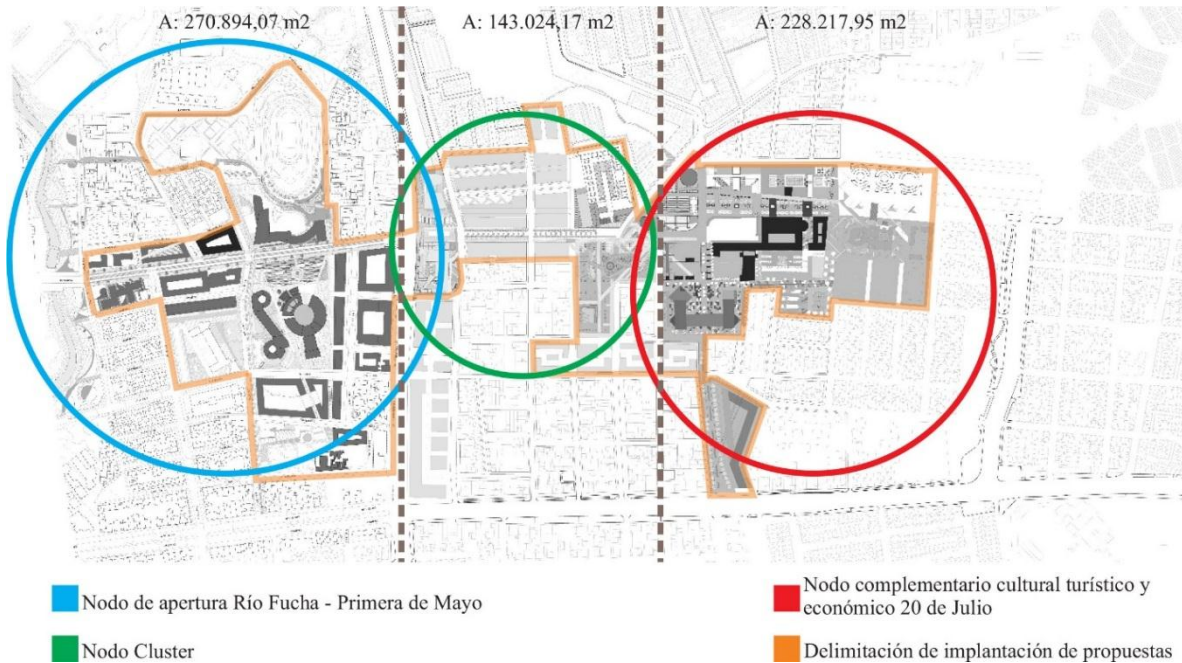 A: 270.894,07 m2
A: 143.024,17 m2
A: 228.217,95 m2
Nodo de apertura Río Fucha - Primera de Mayo
Nodo Cluster
Nodo complementario cultural turístico y
económico 20 de Julio
Delimitación de implantación de propuestas